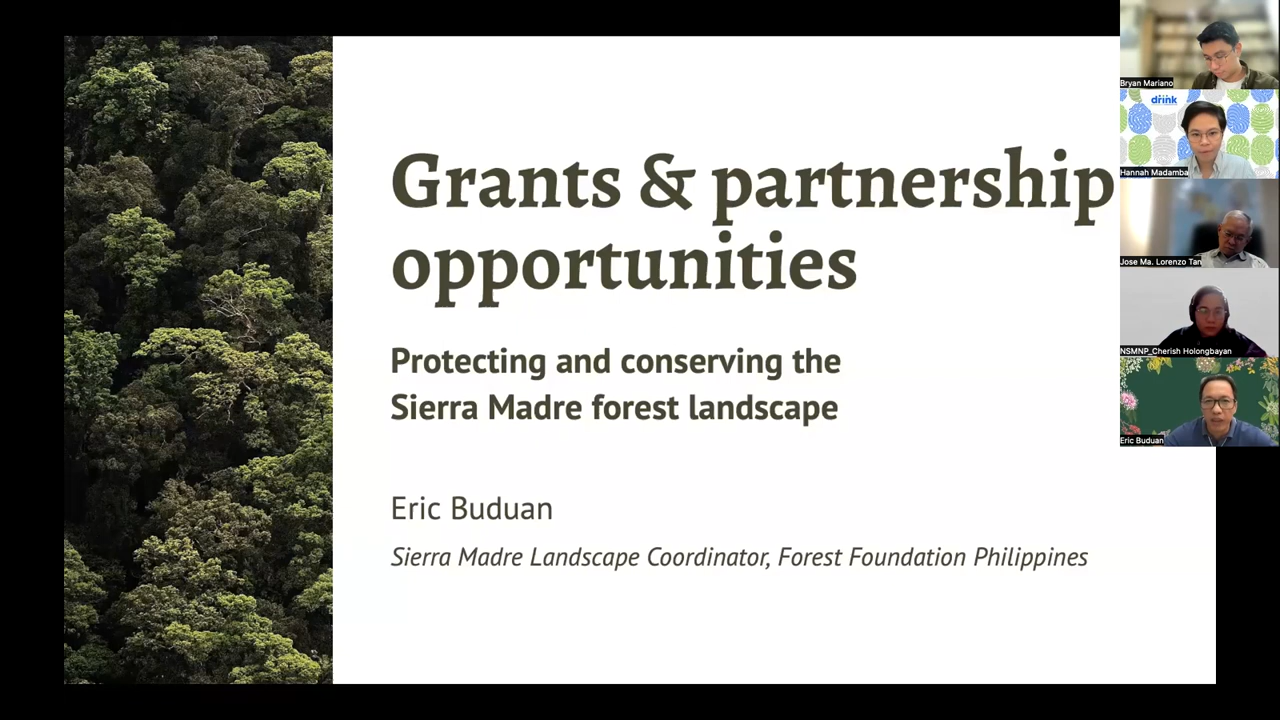 Grants & partnership
opportunities
Protecting and conserving the
Sierra Madre forest landscape
Eric Buduan
Sierra Madre Landscape Coordinator, Forest Foundation Philippines
Bryan Mariano
driink
Hannah Madamba
Jose Ma. Lorenzo Tan
NSMNP_Cherish Holongbayan
Eric Buduan